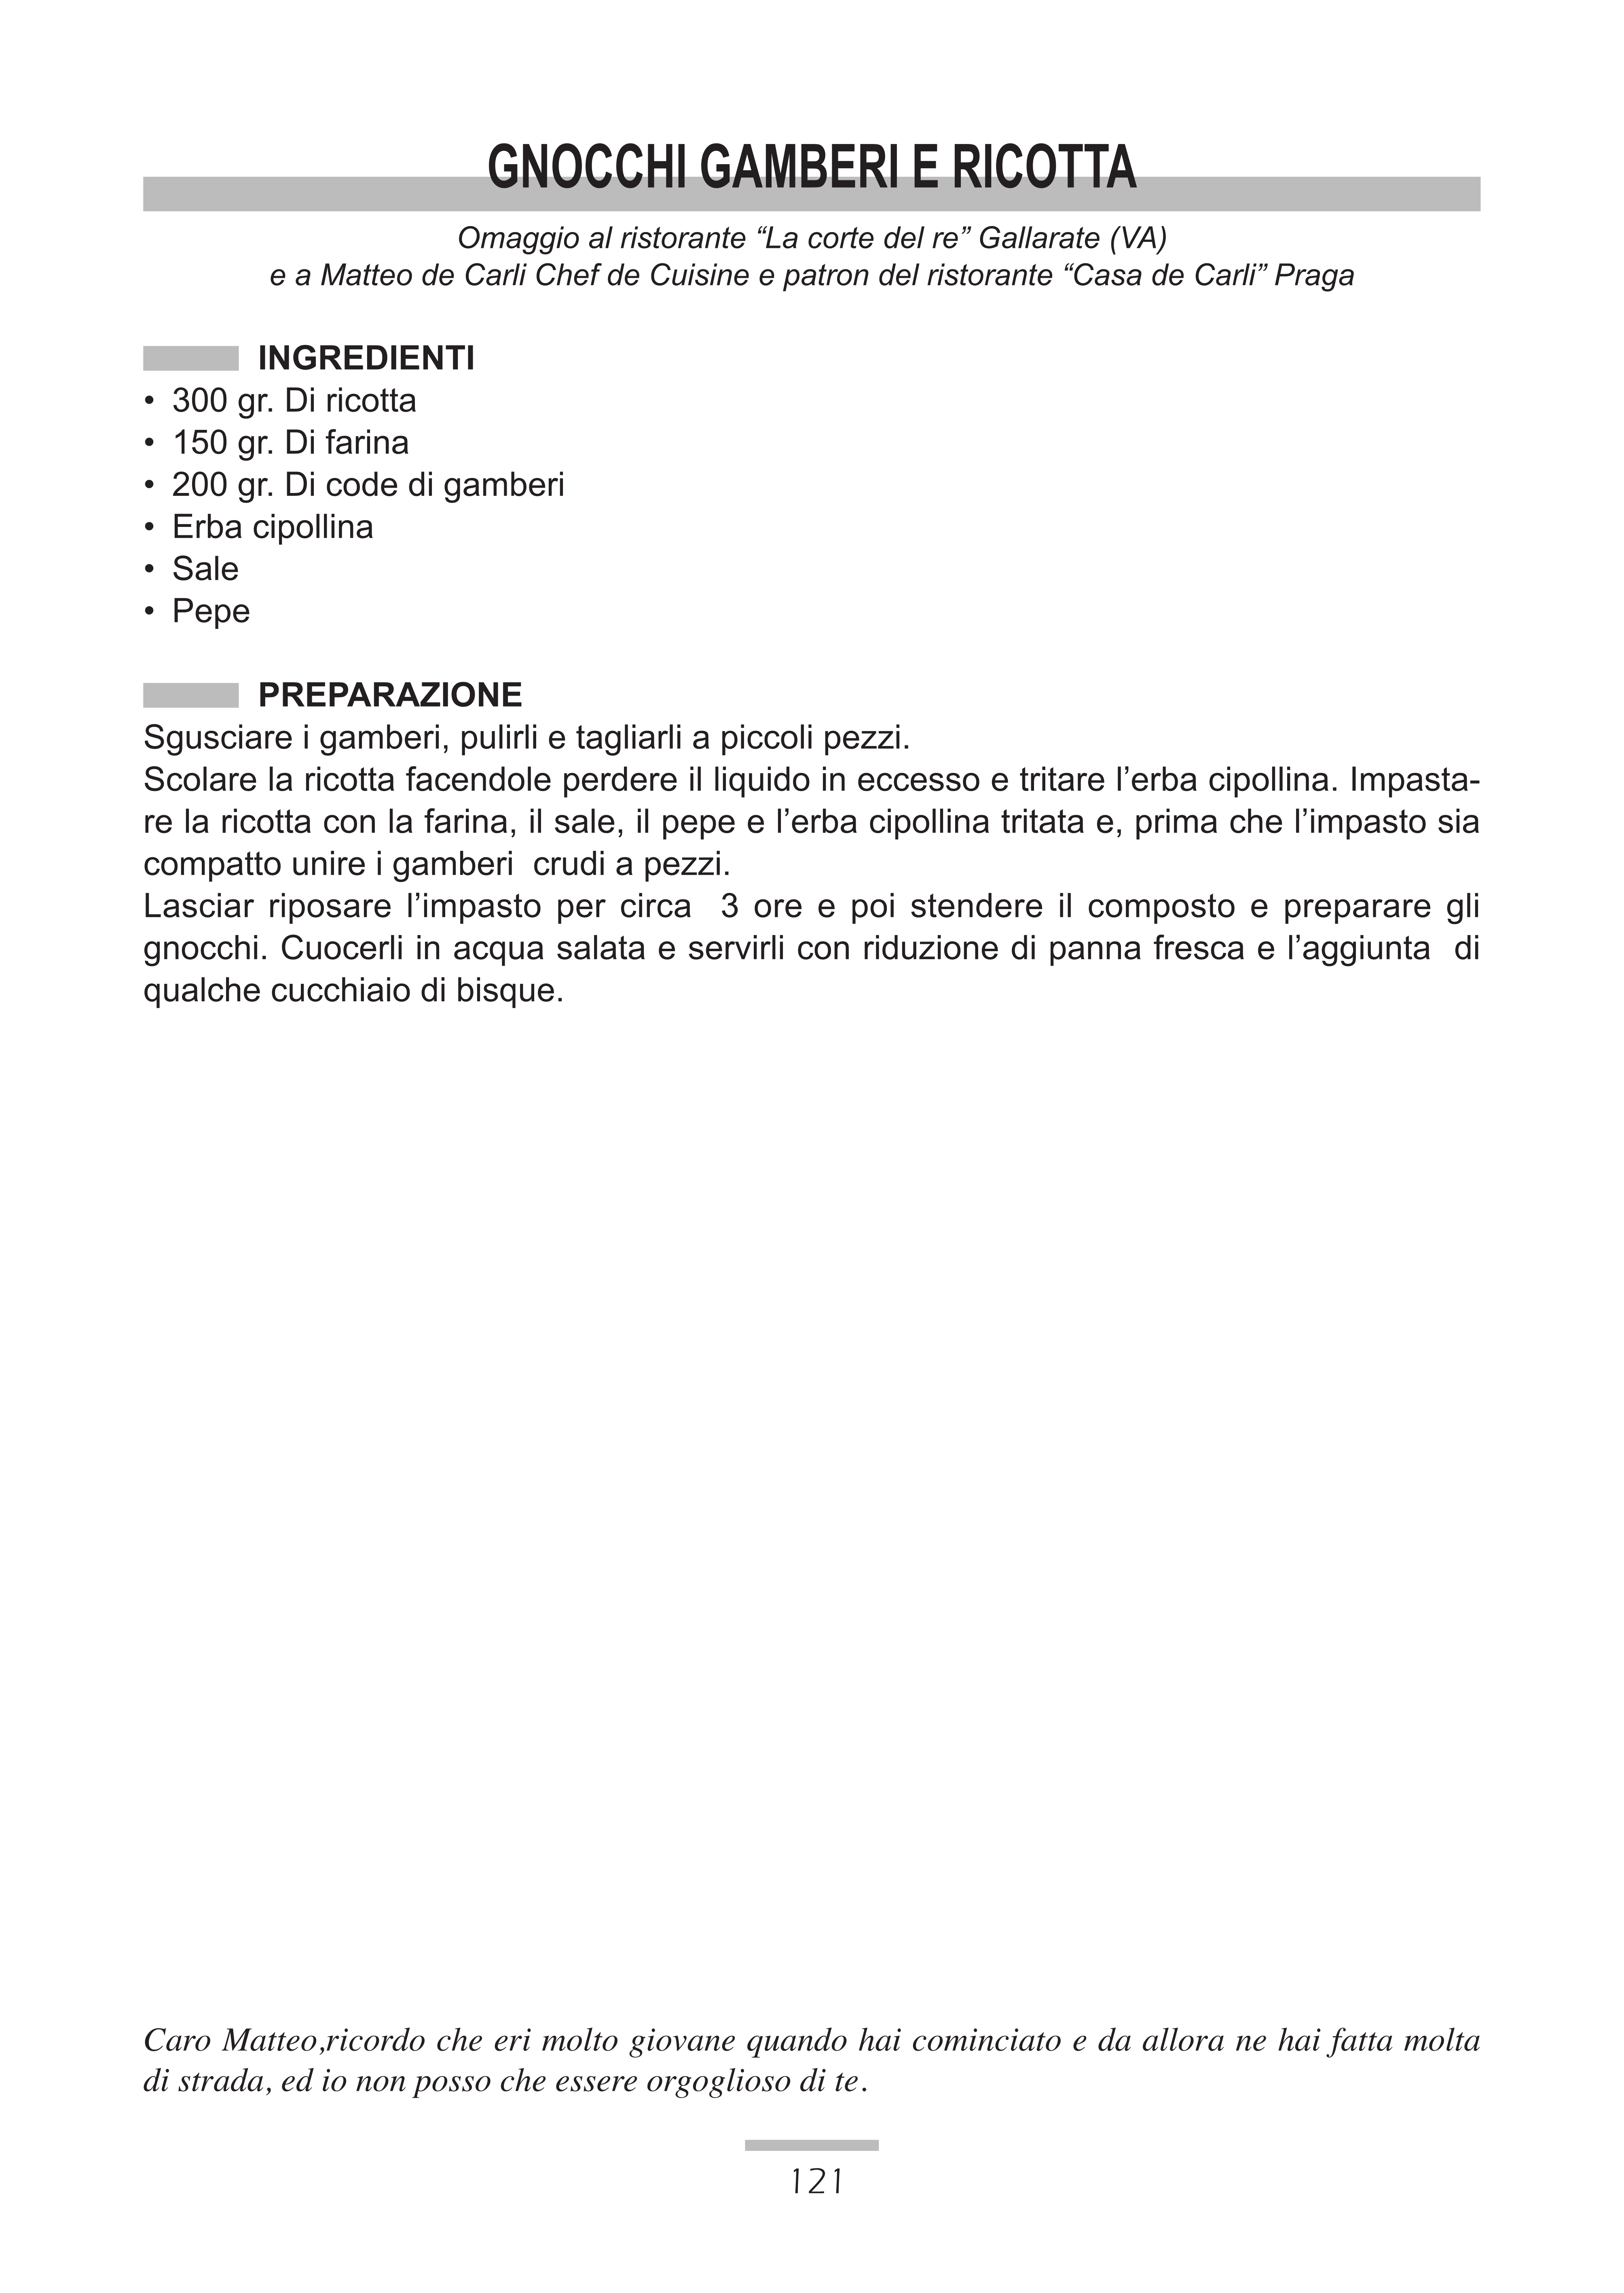 GNOCCHI GAMBERI E RICOTTA
Omaggio al ristorante “La corte del re” Gallarate (VA)
e a Matteo de Carli Chef de Cuisine e patron del ristorante “Casa de Carli” Praga
INGREDIENTI
• 300 gr. Di ricotta
• 150 gr. Di farina
• 200 gr. Di code di gamberi
• Erba cipollina
• Sale
• Pepe
PREPARAZIONE
Sgusciare i gamberi, pulirli e tagliarli a piccoli pezzi.
Scolare la ricotta facendole perdere il liquido in eccesso e tritare l’erba cipollina. Impasta-
re la ricotta con la farina, il sale, il pepe e l’erba cipollina tritata e, prima che l’impasto sia
compatto unire i gamberi  crudi a pezzi.
Lasciar riposare l’impasto per circa  3 ore e poi stendere il composto e preparare gli
gnocchi. Cuocerli in acqua salata e servirli con riduzione di panna fresca e l’aggiunta  di
qualche cucchiaio di bisque.
Caro Matteo,ricordo che eri molto giovane quando hai cominciato e da allora ne hai fatta molta
di strada, ed io non posso che essere orgoglioso di te.
121